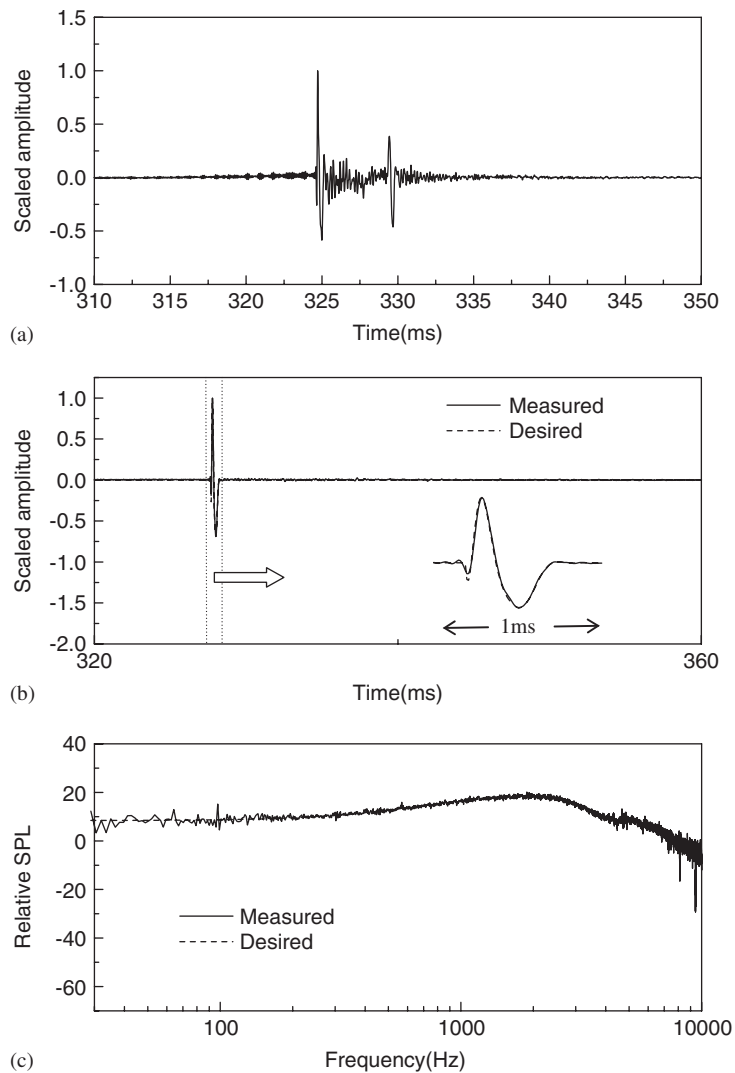 1.5
1.0
0.5
0.0
-0.5
-1.0
Scaled amplitude
310 315 320 325 330 335 340 345 350
(a)
Time(ms)
1.0
0.5
0.0
-0.5
-1.0
-1.5
-2.0
Scaled amplitude
Measured
Desired
1ms
320 360
(b)
Time(ms)
40
20
0
-20
-40
-60
Relative SPL
Measured
Desired
100 1000 10000
(c)
Frequency(Hz)